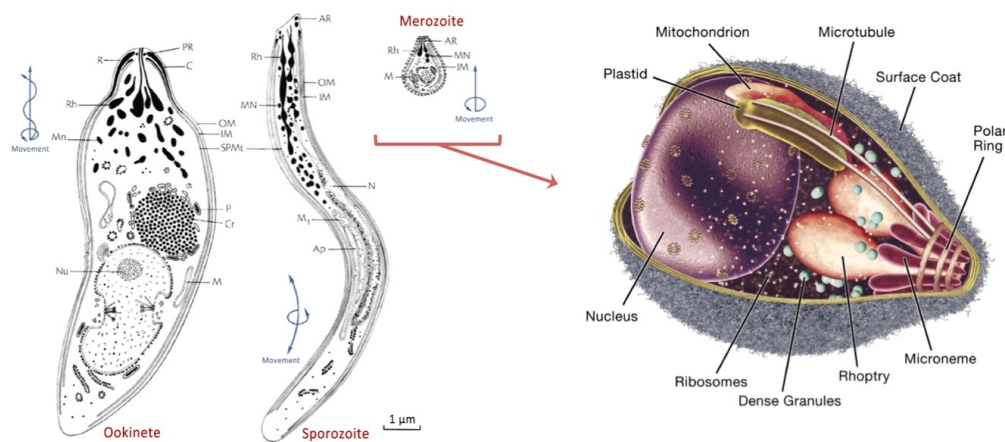 PR
R
C
Rh
Mn
OM
IM
SPMt
P
Cr
Nu
M
Movement
Ookinete
AR
Rh
OM
IM
MN
N
M₁
Ap
Movement
Sporozoite
1 µm
Merozoite
AR
Rh
MN
M
IM
Movement
Mitochondrion
Microtubule
Plastid
Surface Coat
Polar
Ring
Nucleus
Microneme
Ribosomes
Rhoptry
Dense Granules